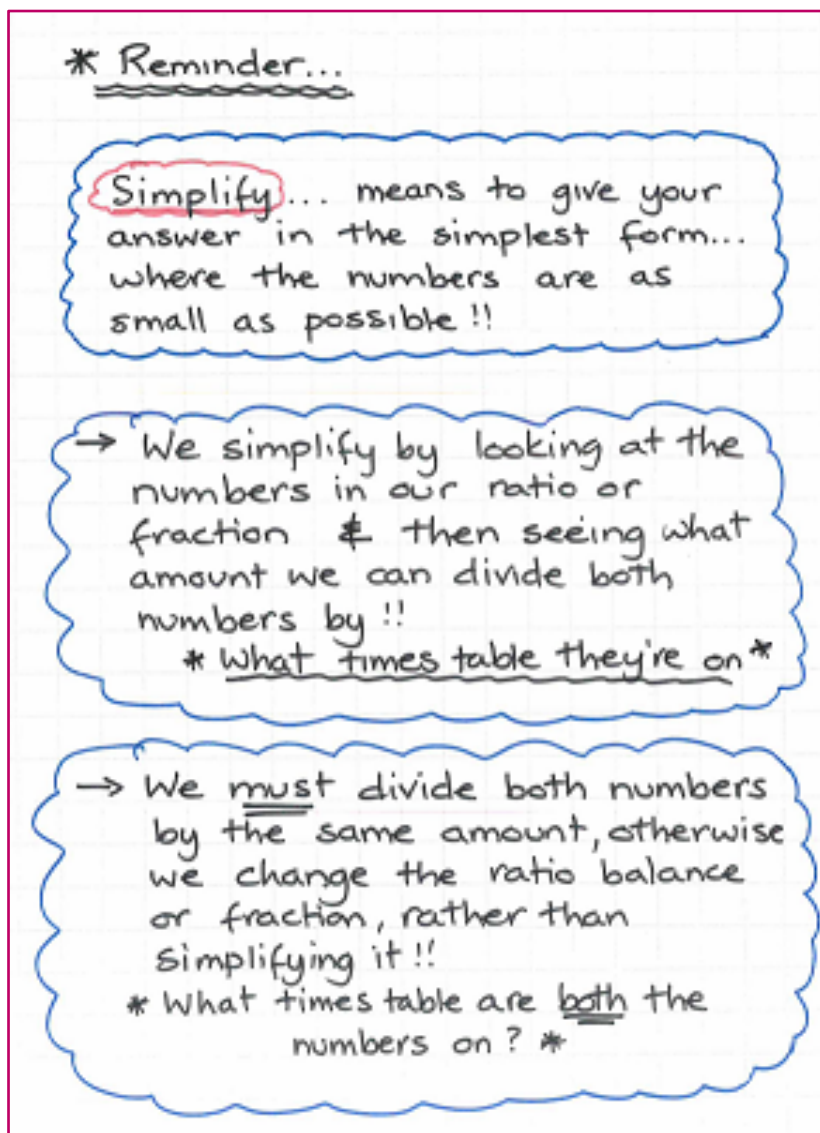 * Reminder...
Simplify... means to give your
answer in the simplest form...
where the numbers are as
small as possible !!
→ We simplify by looking at the
numbers in our ratio or
fraction & then seeing what
amount we can divide both
numbers by !!
* What times table they're on *
→ We must divide both numbers
by the same amount, otherwise
we change the ratio balance
or fraction, rather than
simplifying it !!
* What times table are both the
numbers on ? *